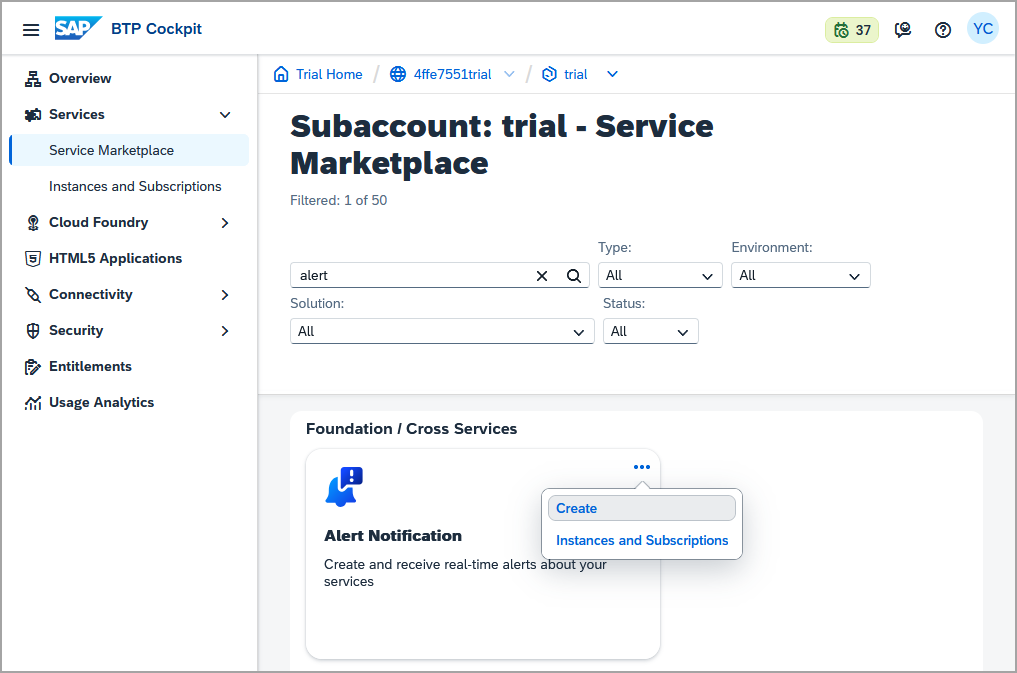 SAP BTP Cockpit
37
YC
Overview
Services
Service Marketplace
Instances and Subscriptions
Cloud Foundry
HTML5 Applications
Connectivity
Security
Entitlements
Usage Analytics
Trial Home / 4ffe7551trial / trial
Subaccount: trial - Service
Marketplace
Filtered: 1 of 50
Type: Environment:
alert All All
Solution: Status:
All All
Foundation / Cross Services
Create
Instances and Subscriptions
Alert Notification
Create and receive real-time alerts about your
services